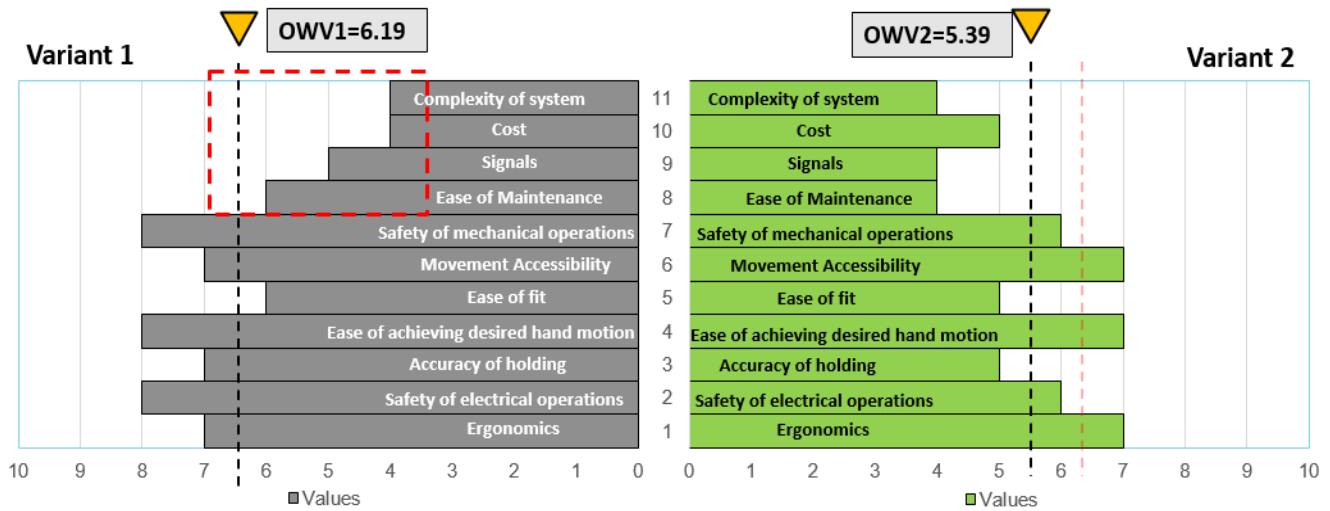 OWV1=6.19
OWV2=5.39
Variant 1
Variant 2
Complexity of system 11 Complexity of system
Cost 10 Cost
Signals 9 Signals
Ease of Maintenance 8 Ease of Maintenance
Safety of mechanical operations 7 Safety of mechanical operations
Movement Accessibility 6 Movement Accessibility
Ease of fit 5 Ease of fit
Ease of achieving desired hand motion 4 Ease of achieving desired hand motion
Accuracy of holding 3 Accuracy of holding
Safety of electrical operations 2 Safety of electrical operations
Ergonomics 1 Ergonomics
10 9 8 7 6 5 4 3 2 1 0 0 1 2 3 4 5 6 7 8 9 10
Values Values